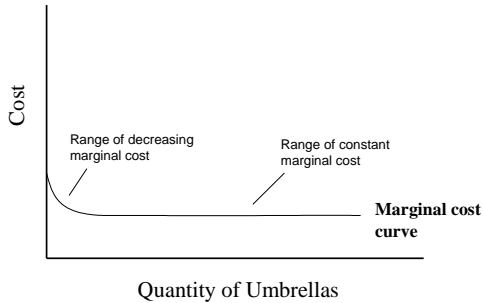 Cost
Range of decreasing
marginal cost
Range of constant
marginal cost
Marginal cost
curve
Quantity of Umbrellas